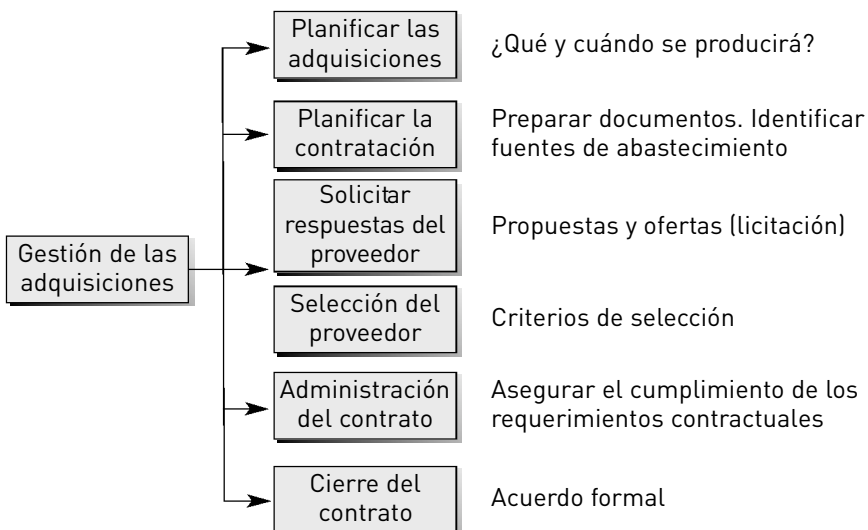 Planificar las
adquisiciones
¿Qué y cuándo se producirá?
Planificar la
contratación
Preparar documentos. Identificar
fuentes de abastecimiento
Solicitar
respuestas del
proveedor
Propuestas y ofertas (licitación)
Gestión de las
adquisiciones
Selección del
proveedor
Criterios de selección
Administración
del contrato
Asegurar el cumplimiento de los
requerimientos contractuales
Cierre del
contrato
Acuerdo formal